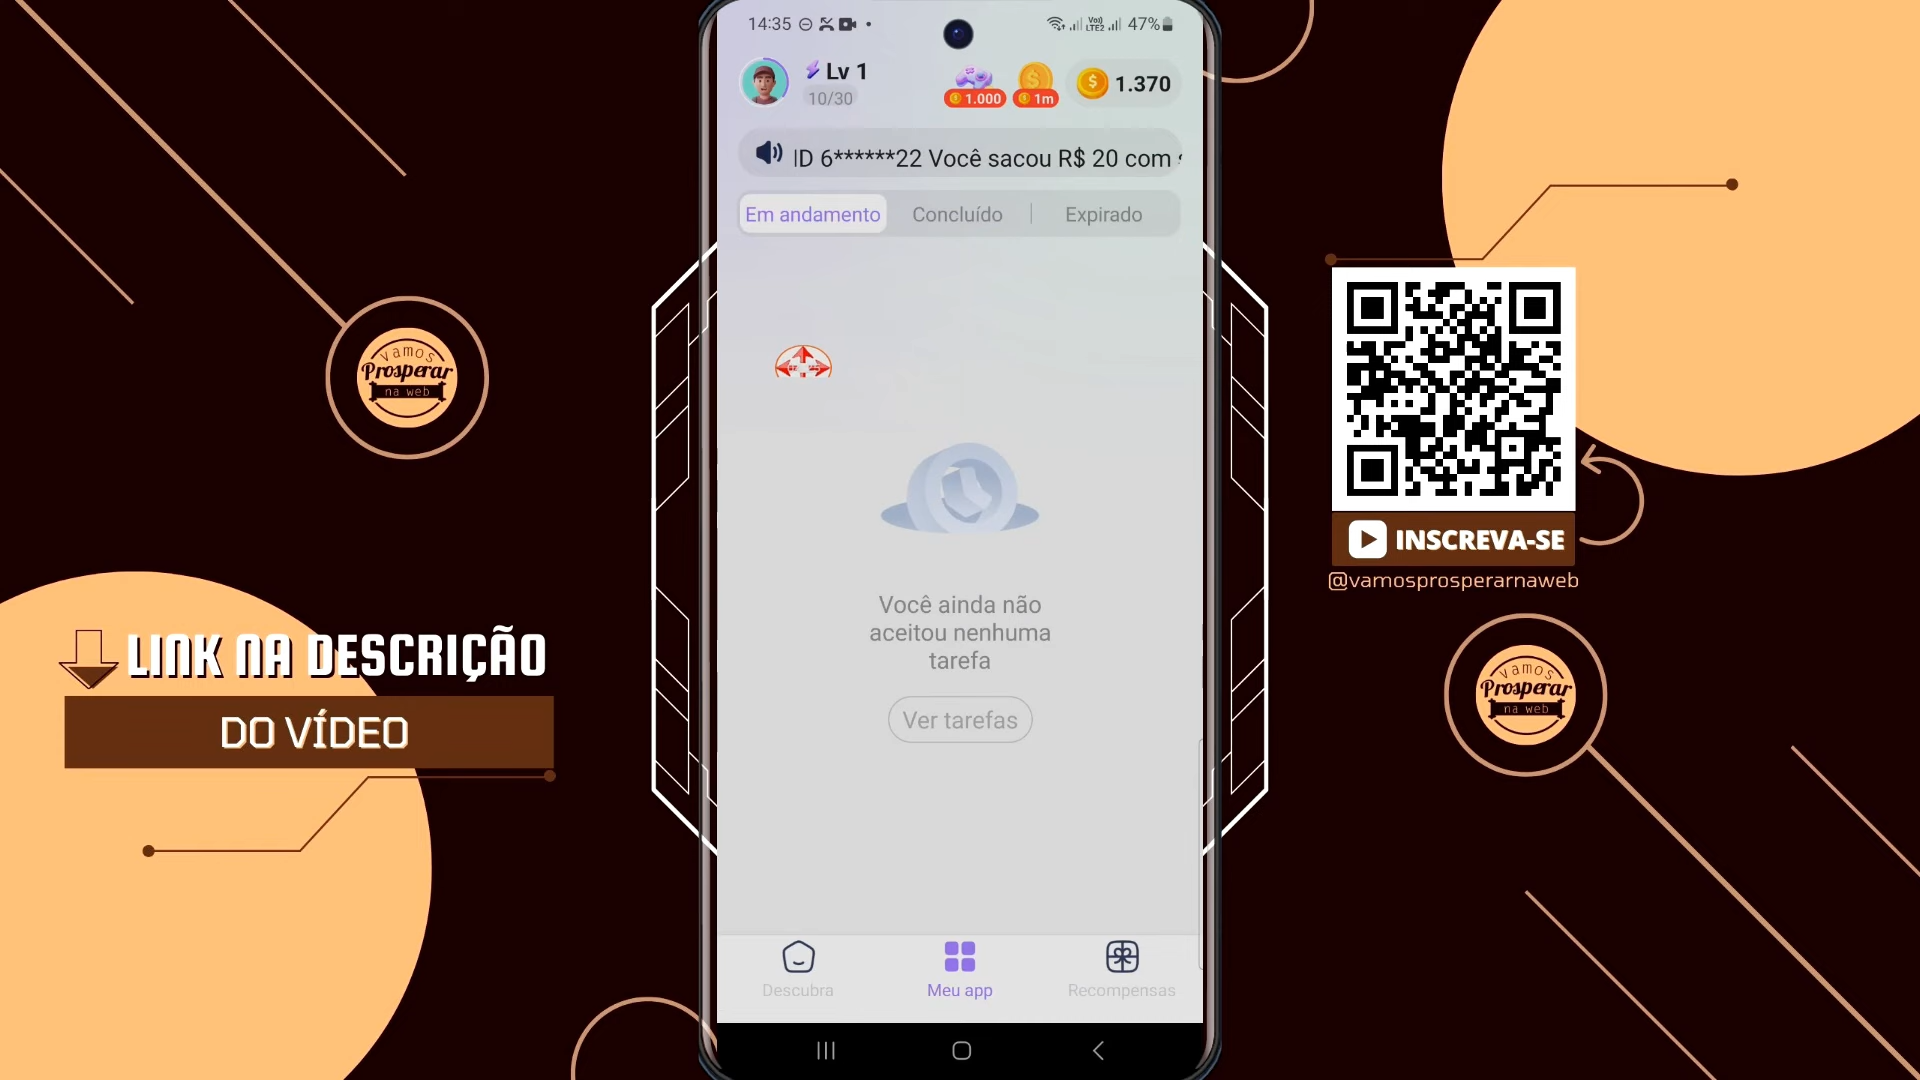 14:35
Voj)
LTE2
47%
Lv 1
10/30
1.000
1m
1.370
ID 6******22 Você sacou R$ 20 com
Em andamento
Concluído
Expirado
Você ainda não
aceitou nenhuma
tarefa
Ver tarefas
Descubra
Meu app
Recompensas
vamos
Prosperar
na web
LINK NA DESCRIÇÃO
DO VÍDEO
INSCREVA-SE
@vamosprosperarnaweb
vamos
Prosperar
na web